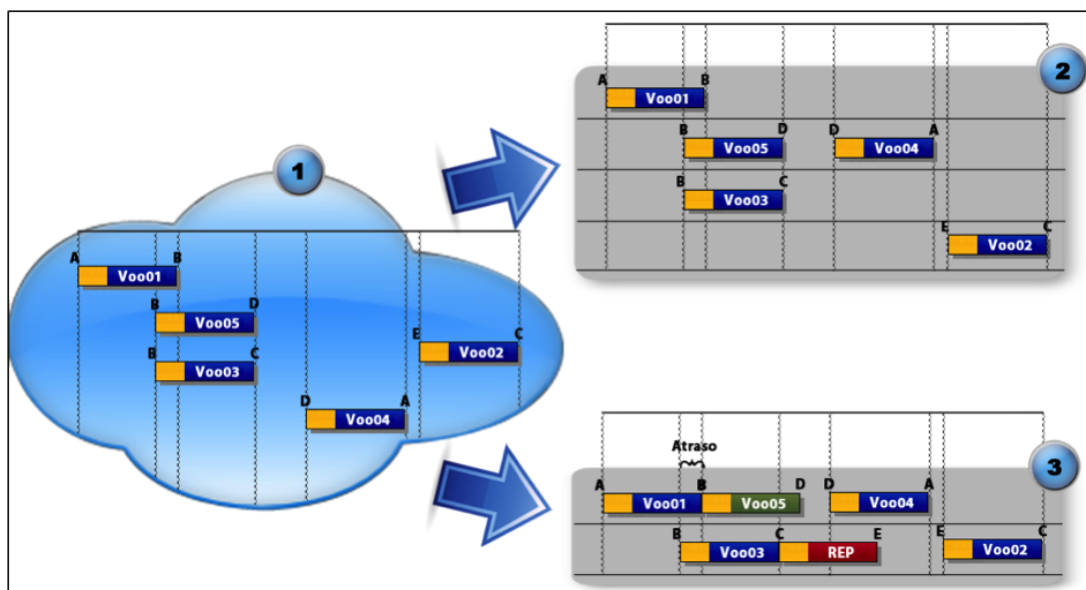 1
A B
Voo01
B D
Voo05
B C
Voo03
E C
Voo02
D A
Voo04
2
A B
Voo01
B D D A
Voo05 Voo04
B C
Voo03
E C
Voo02
3
Atraso
A B D D A
Voo01 Voo05 Voo04
B C E E C
Voo03 REP Voo02